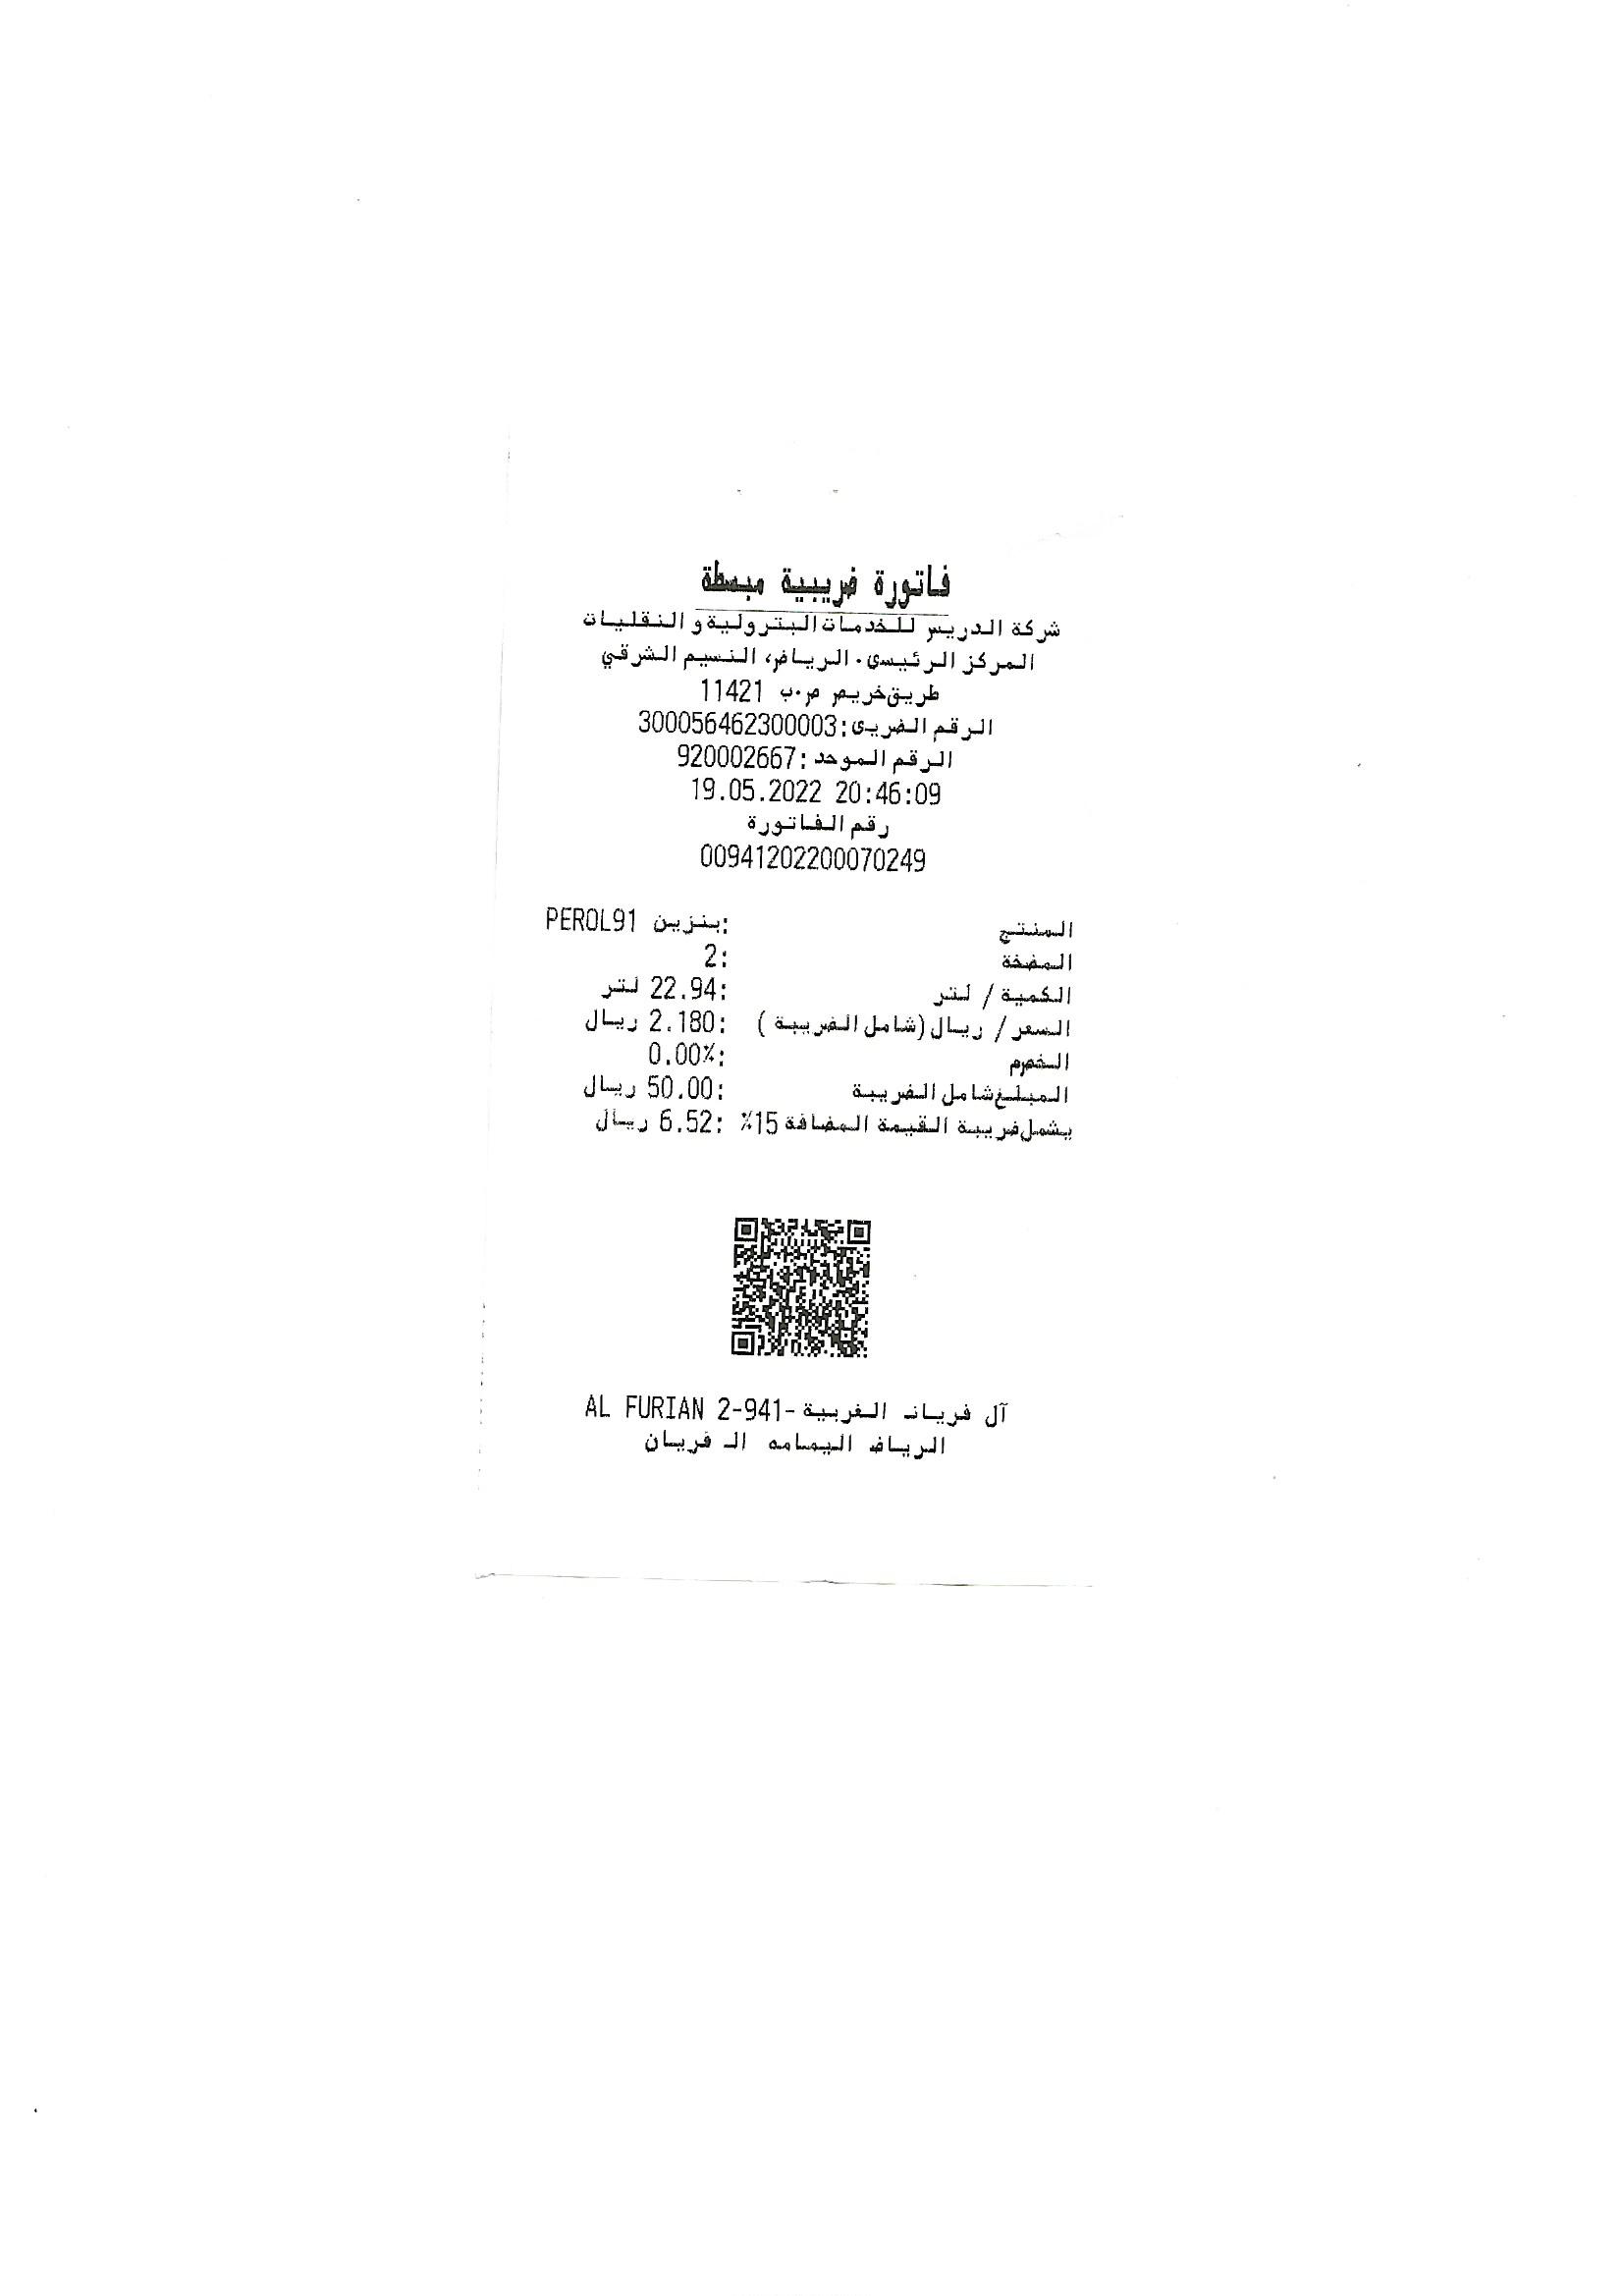 فاتورة ضريبية مبسطة
شركة الدريس للخدمات البترولية و النقليات
المركز الرئيسي. الرياض، النسيم الشرقي
طريق خريص ص.ب 11421
الرقم الضريبى: 300056462300003
الرقم الموحد: 920002667
19.05.2022 20:46:09
رقم الفاتورة
00941202200070249
المنتج :بنزين PEROL91
المضخة :2
الكمية / لتر :22.94 لتر
السعر / ريال (شامل الضريبة ) :2.180 ريال
الخصم :0.00%
المبلغ شامل الضريبة :50.00 ريال
يشمل ضريبة القيمة المضافة 15% :6.52 ريال
آل فريان الغربية -941-2 AL FURIAN
الرياض اليمامه الـ فريان